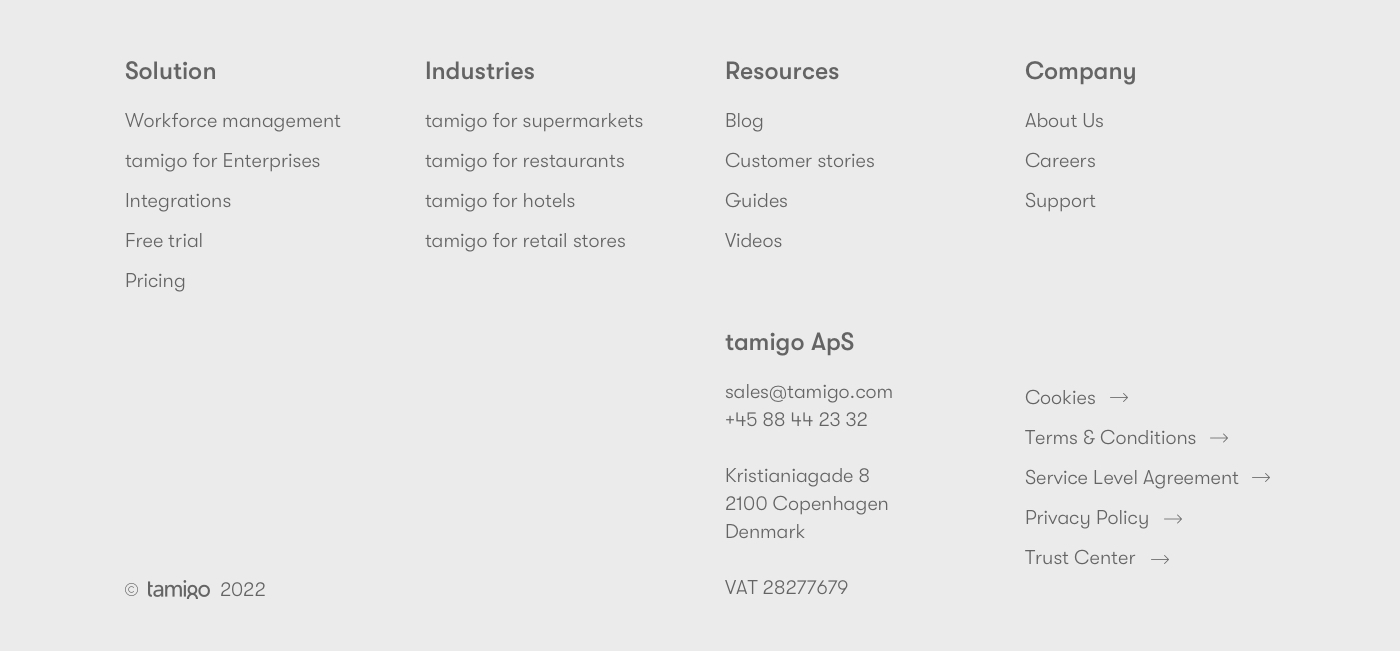 Solution
Workforce management
tamigo for Enterprises
Integrations
Free trial
Pricing
Industries
tamigo for supermarkets
tamigo for restaurants
tamigo for hotels
tamigo for retail stores
Resources
Blog
Customer stories
Guides
Videos
Company
About Us
Careers
Support
tamigo ApS
sales@tamigo.com
+45 88 44 23 32
Kristianiagade 8
2100 Copenhagen
Denmark
VAT 28277679
Cookies →
Terms & Conditions →
Service Level Agreement →
Privacy Policy →
Trust Center →
© tamigo 2022